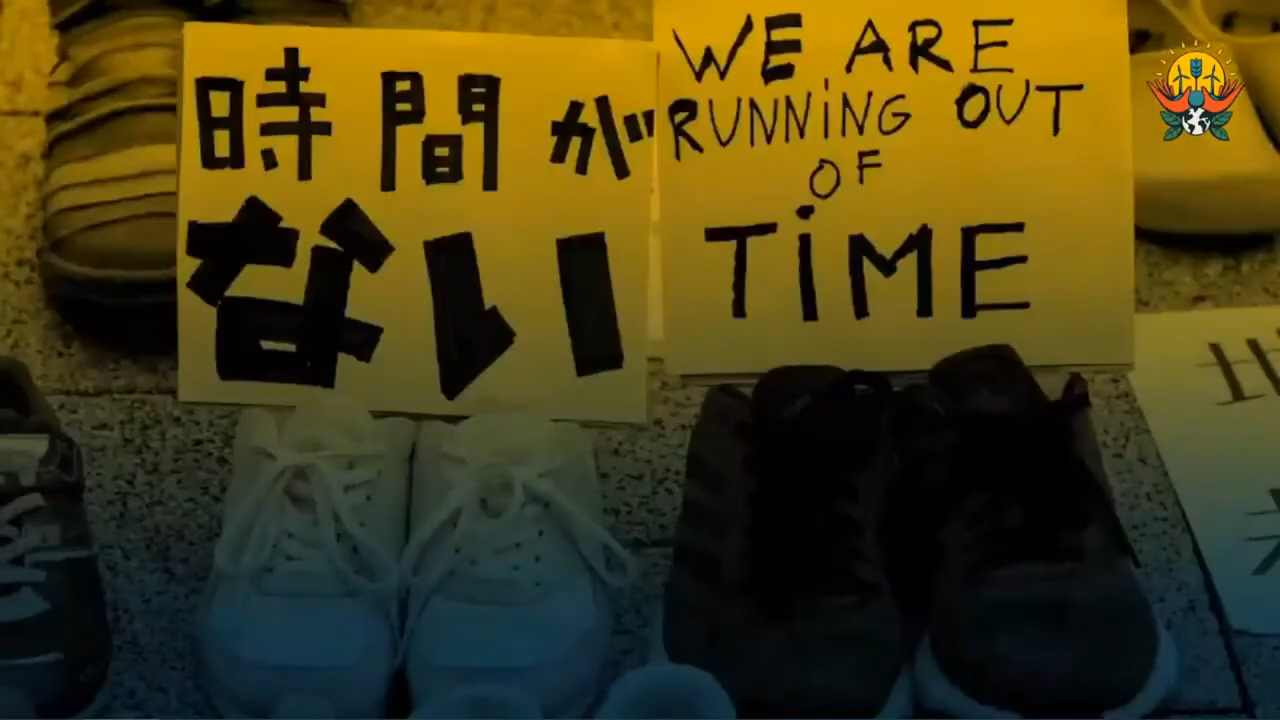 時間が
ない
WE ARE
RUNNING OUT
OF
TIME